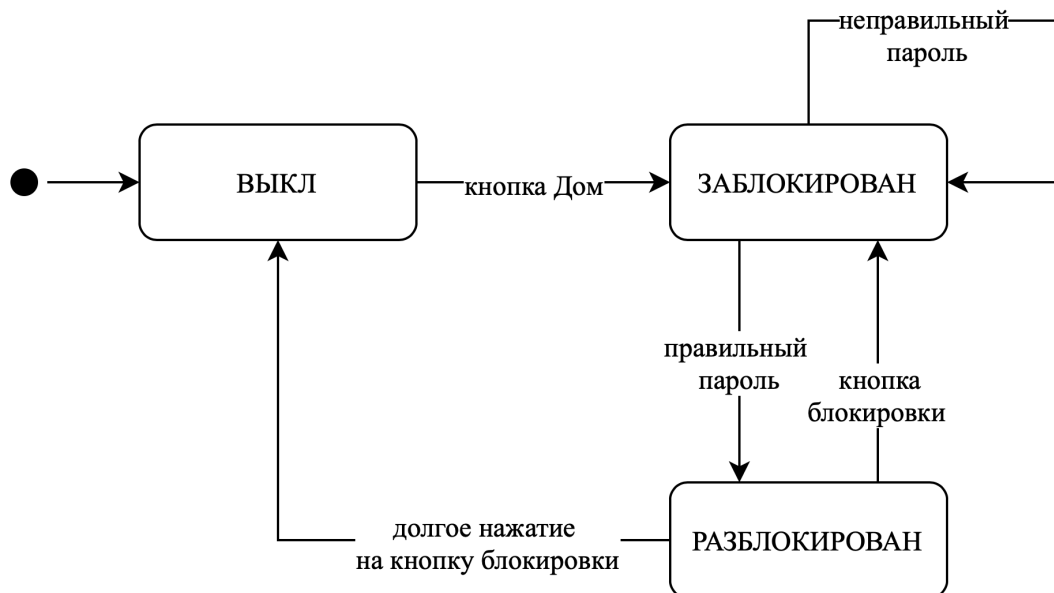 неправильный
пароль
ВЫКЛ
кнопка Дом
ЗАБЛОКИРОВАН
правильный
пароль
кнопка
блокировки
долгое нажатие
на кнопку блокировки
РАЗБЛОКИРОВАН